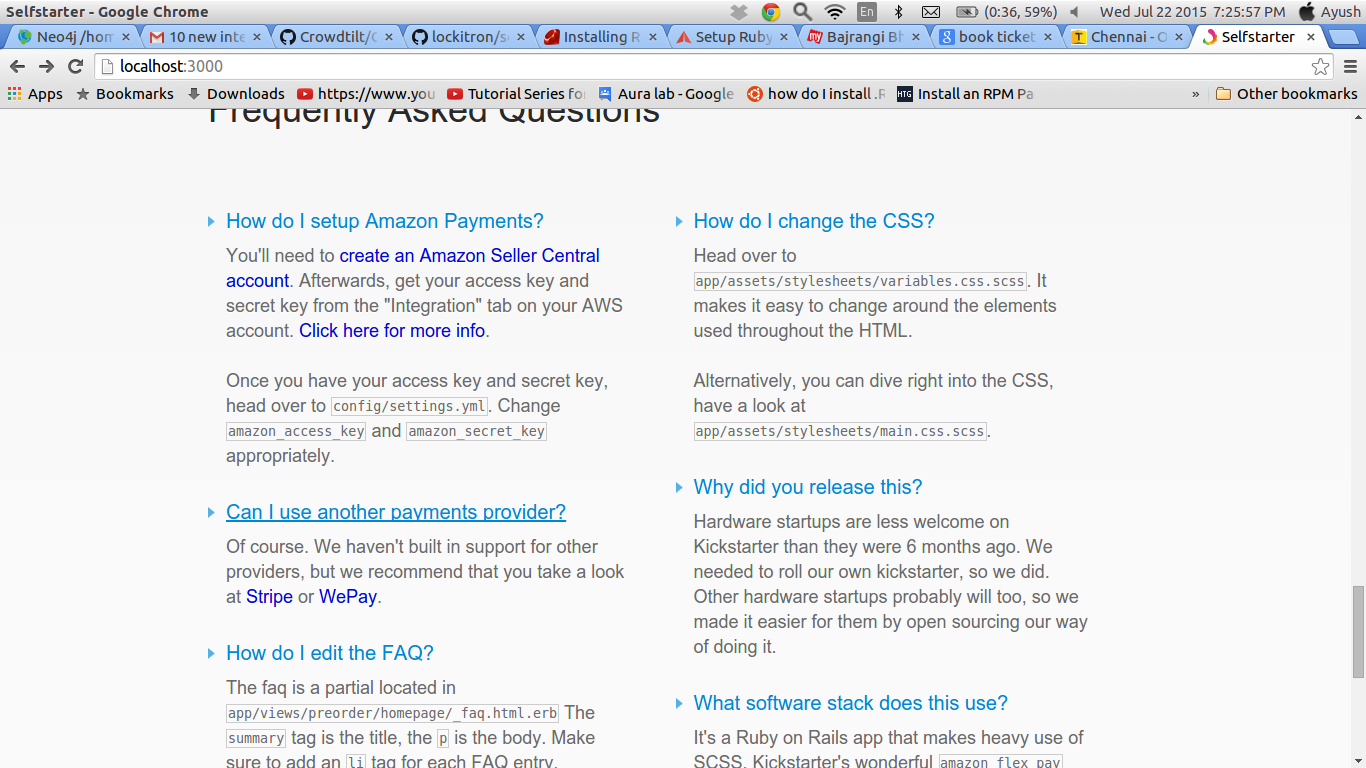 Selfstarter - Google Chrome
En
(0:36, 59%)
Wed Jul 22 2015 7:25:57 PM
Ayush
Neo4j /hom
10 new inte
Crowdtilt/C
lockitron/se
Installing R
Setup Ruby
my
Bajrangi Bh
book ticket
Chennai - O
Selfstarter
localhost:3000
Apps
Bookmarks
Downloads
https://www.you
Tutorial Series for
Aura lab - Google
how do I install .R
HTG
Install an RPM Pa
»
Other bookmarks
Frequently Asked Questions
How do I setup Amazon Payments?
You'll need to create an Amazon Seller Central
account. Afterwards, get your access key and
secret key from the "Integration" tab on your AWS
account. Click here for more info.
Once you have your access key and secret key,
head over to config/settings.yml. Change
amazon_access_key and amazon_secret_key
appropriately.
Can I use another payments provider?
Of course. We haven't built in support for other
providers, but we recommend that you take a look
at Stripe or WePay.
How do I edit the FAQ?
The faq is a partial located in
app/views/preorder/homepage/_faq.html.erb The
summary tag is the title, the p is the body. Make
sure to add an li tag for each FAQ entry.
How do I change the CSS?
Head over to
app/assets/stylesheets/variables.css.scss. It
makes it easy to change around the elements
used throughout the HTML.
Alternatively, you can dive right into the CSS,
have a look at
app/assets/stylesheets/main.css.scss.
Why did you release this?
Hardware startups are less welcome on
Kickstarter than they were 6 months ago. We
needed to roll our own kickstarter, so we did.
Other hardware startups probably will too, so we
made it easier for them by open sourcing our way
of doing it.
What software stack does this use?
It's a Ruby on Rails app that makes heavy use of
SCSS. Kickstarter's wonderful amazon_flex_pay